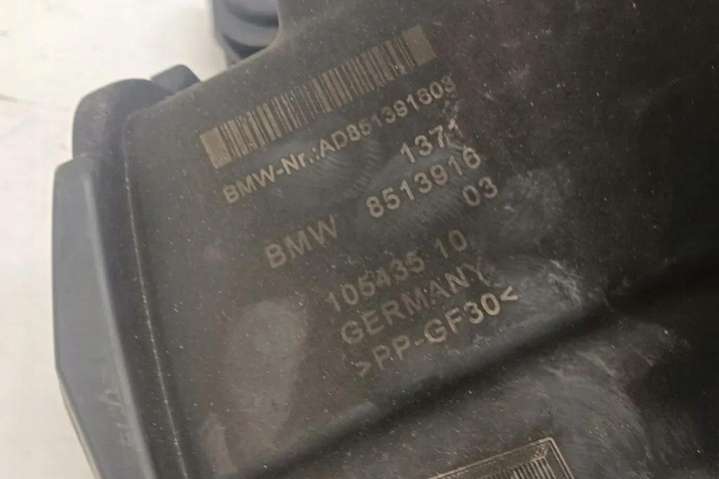 BMW-Nr.:AD851391609
1371
BMW 8513916
03
105435 10
GERMANY
>PP-GF30<